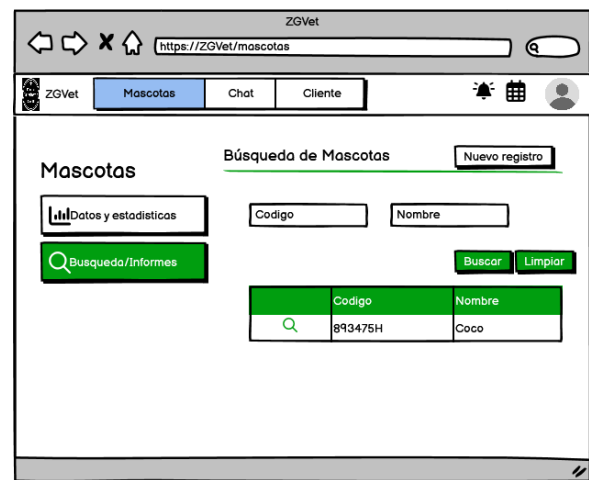 ZGVet
https://ZGVet/mascotas
ZGVet Mascotas Chat Cliente
Mascotas
Datos y estadisticas
Busqueda/Informes
Búsqueda de Mascotas
Nuevo registro
Codigo Nombre
Buscar Limpiar
Codigo Nombre
893475H Coco